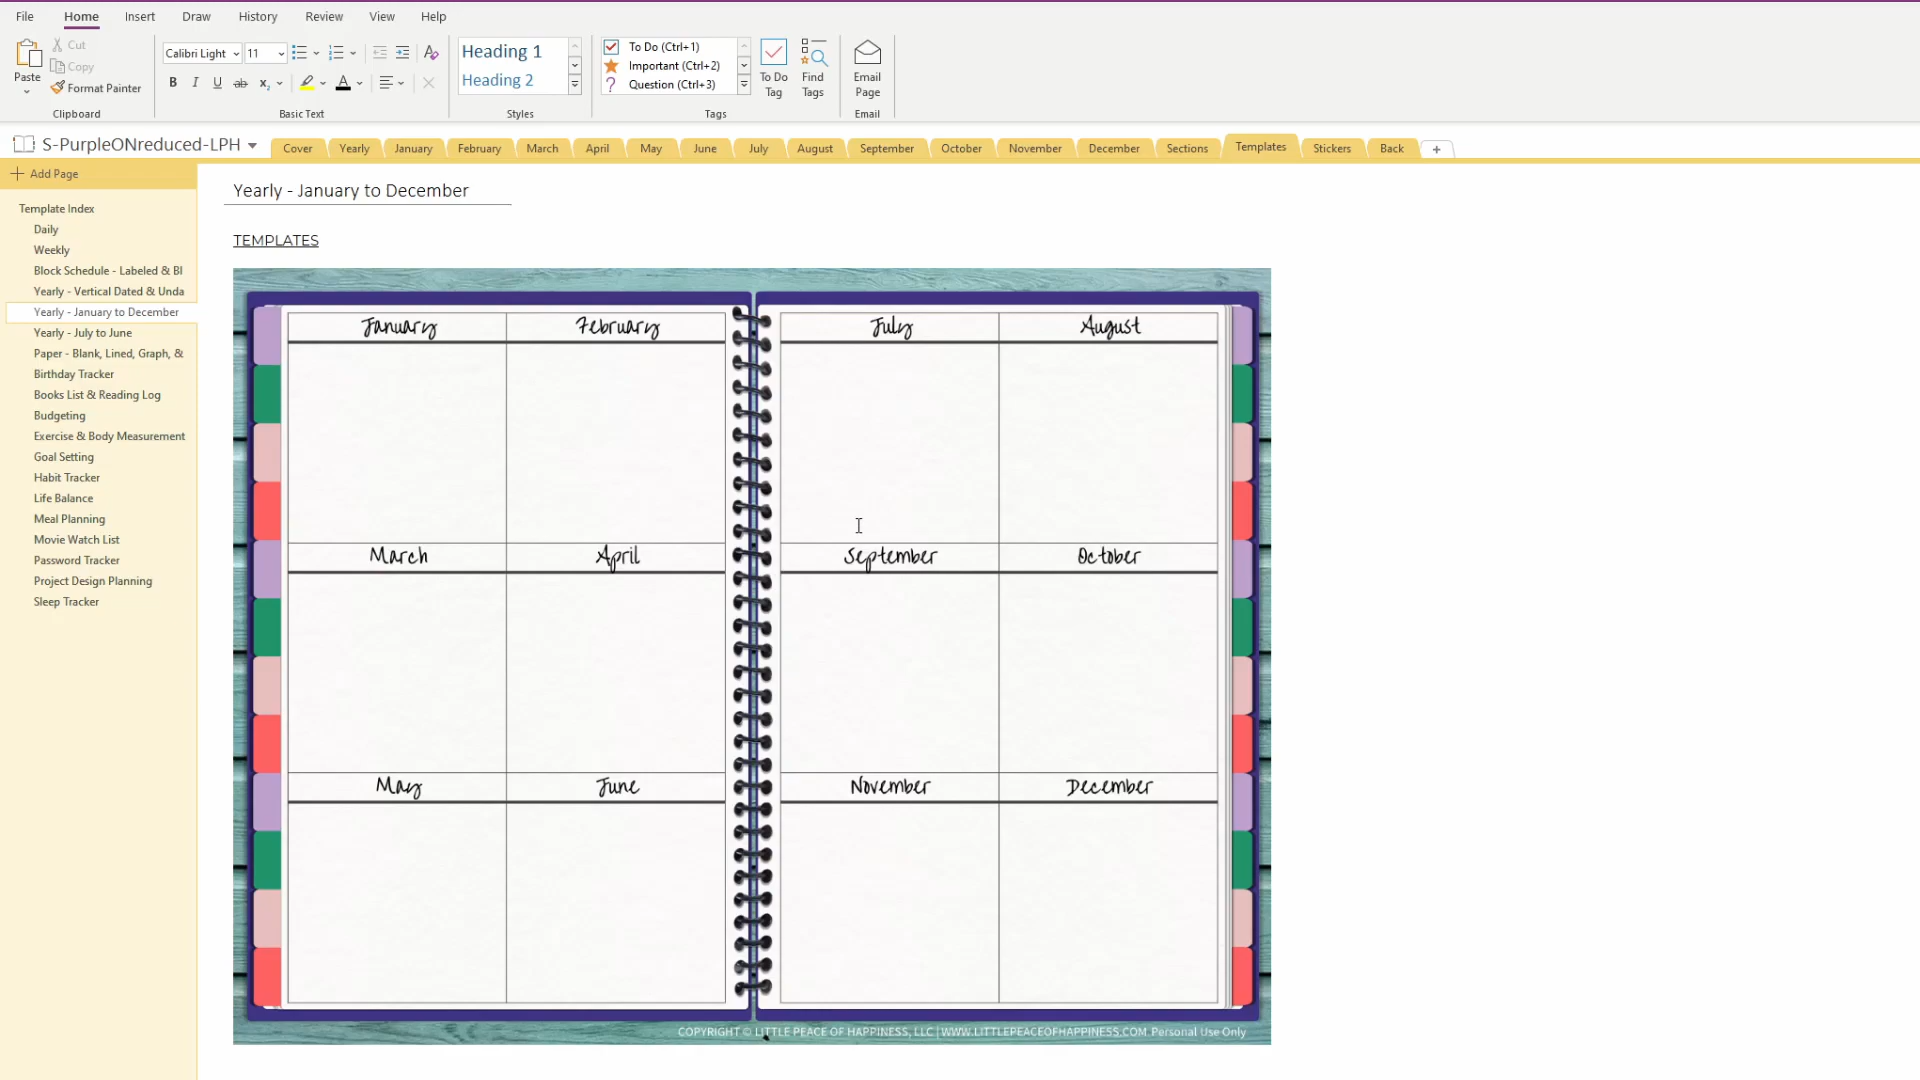 File Home Insert Draw History Review View Help
Paste
Cut
Copy
Format Painter
Clipboard
Calibri Light 11
B I U ab x₂ A
Basic Text
Heading 1
Heading 2
Styles
To Do (Ctrl+1)
Important (Ctrl+2)
? Question (Ctrl+3)
To Do Tag
Find Tags
Tags
Email Page
Email
S-PurpleONreduced-LPH
Cover Yearly January February March April May June July August September October November December Sections Templates Stickers Back +
Add Page
Template Index
Daily
Weekly
Block Schedule - Labeled & Bl
Yearly - Vertical Dated & Unda
Yearly - January to December
Yearly - July to June
Paper - Blank, Lined, Graph, &
Birthday Tracker
Books List & Reading Log
Budgeting
Exercise & Body Measurement
Goal Setting
Habit Tracker
Life Balance
Meal Planning
Movie Watch List
Password Tracker
Project Design Planning
Sleep Tracker
Yearly - January to December
TEMPLATES
January February July August
March April September October
May June November December
COPYRIGHT © LITTLE PEACE OF HAPPINESS, LLC | WWW.LITTLEPEACEOFHAPPINESS.COM Personal Use Only